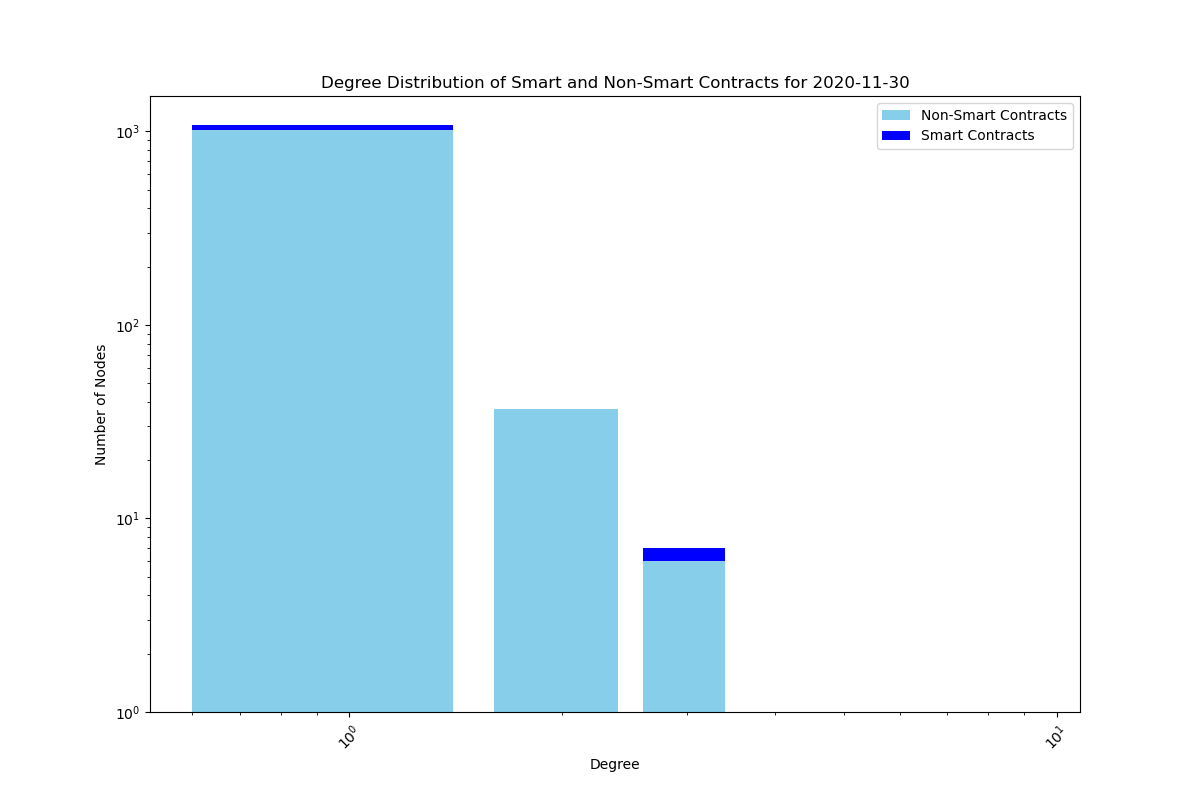 Degree Distribution of Smart and Non-Smart Contracts for 2020-11-30
Non-Smart Contracts
Smart Contracts
Number of Nodes
10³
10²
10¹
10⁰
10⁰
10¹
Degree